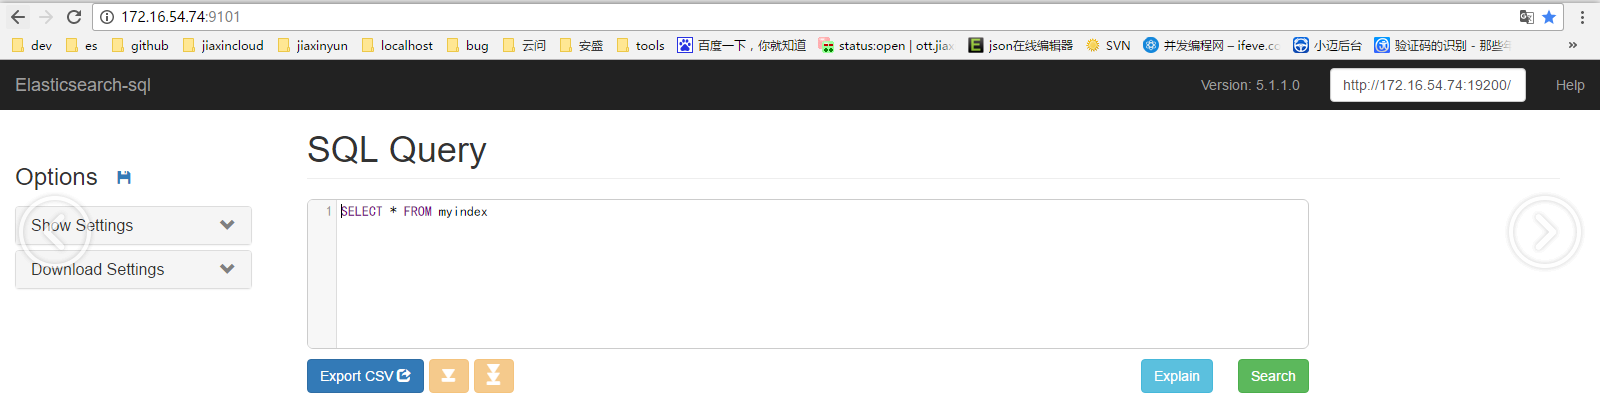 172.16.54.74:9101
dev es github jiaxincloud jiaxinyun localhost bug 云问 安盛 tools 百度一下，你就知道 status:open | ott.jiax json在线编辑器 SVN 并发编程网 – ifeve.cc 小迈后台 验证码的识别 - 那些年 »
Elasticsearch-sql Version: 5.1.1.0 http://172.16.54.74:19200/ Help
SQL Query
Options
Show Settings
Download Settings
1 SELECT * FROM myindex
Export CSV Explain Search